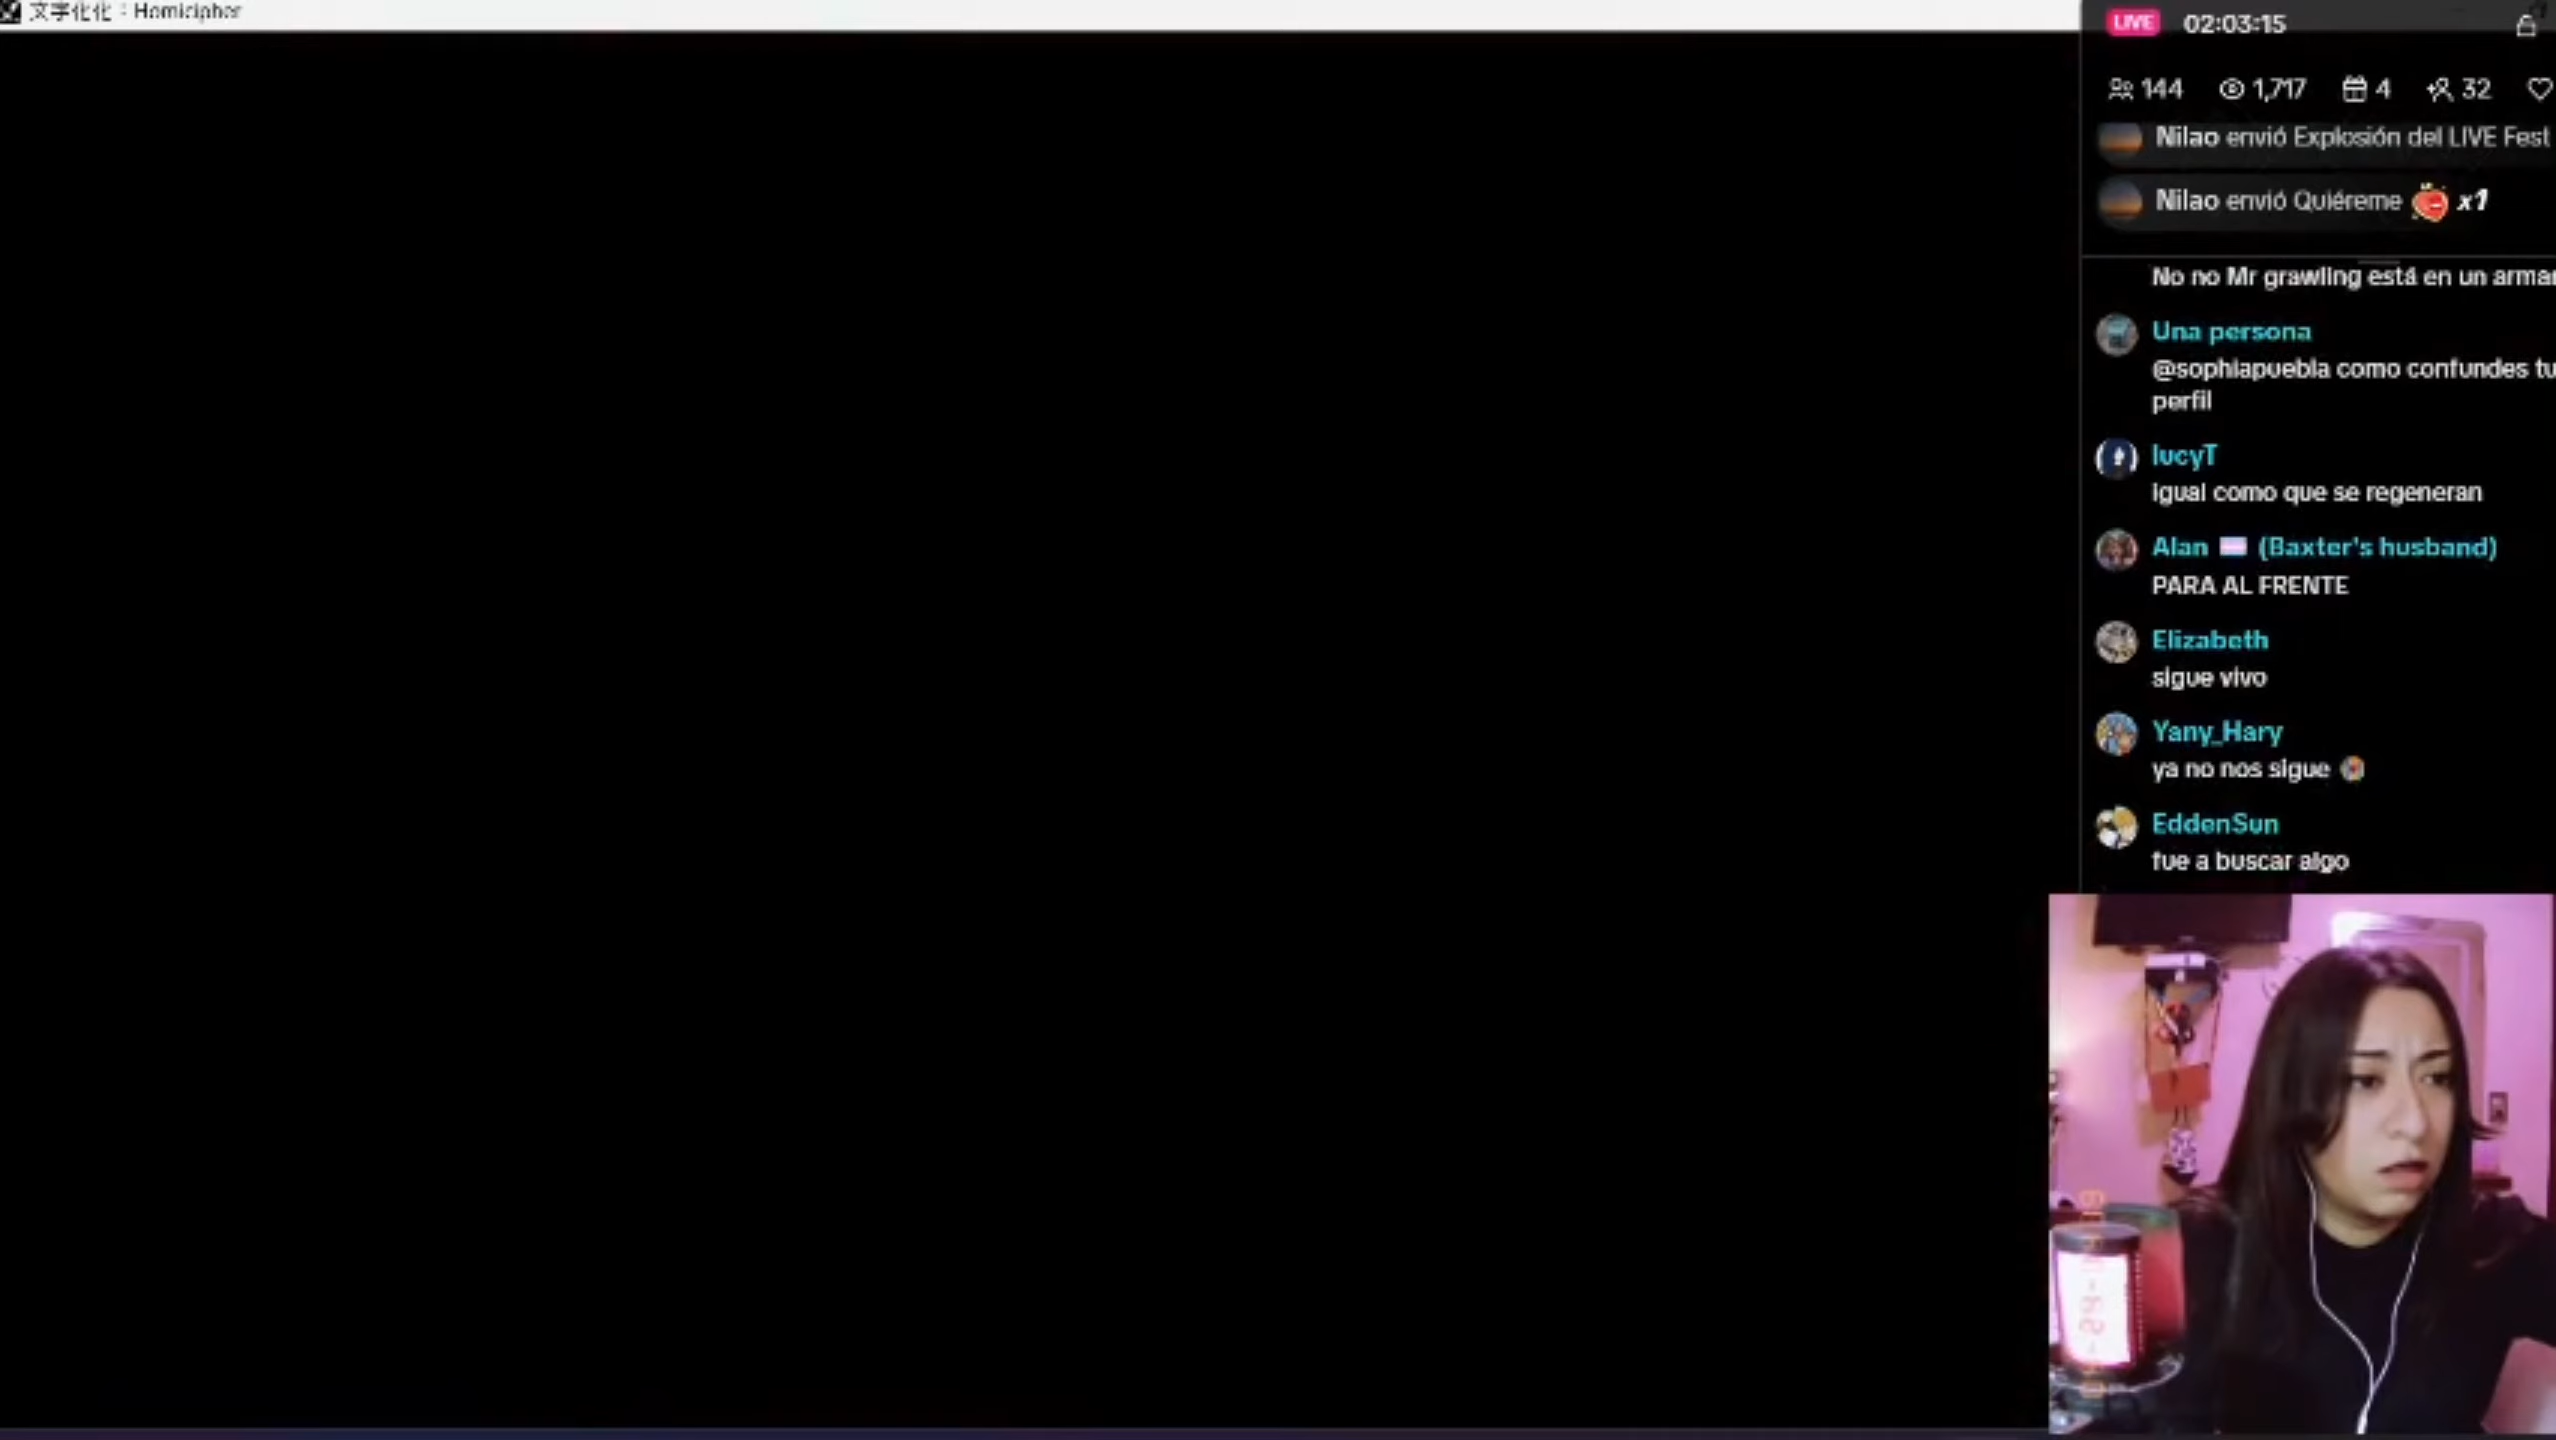 文字化化：Homicipher
LIVE 02:03:15
144 1,717 4 32
Nilao envió Explosión del LIVE Fest
Nilao envió Quiéreme x1
No no Mr grawling está en un armar
Una persona
@sophiapuebla como confundes tu
perfil
lucyT
igual como que se regeneran
Alan (Baxter's husband)
PARA AL FRENTE
Elizabeth
sigue vivo
Yany_Hary
ya no nos sigue
EddenSun
fue a buscar algo